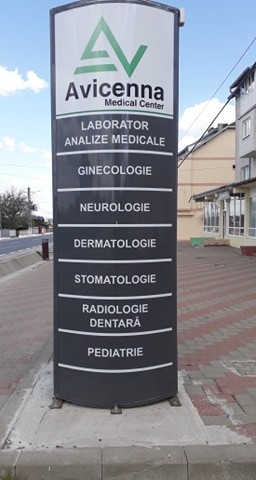 Avicenna
Medical Center
LABORATOR
ANALIZE MEDICALE
GINECOLOGIE
NEUROLOGIE
DERMATOLOGIE
STOMATOLOGIE
RADIOLOGIE
DENTARĂ
PEDIATRIE